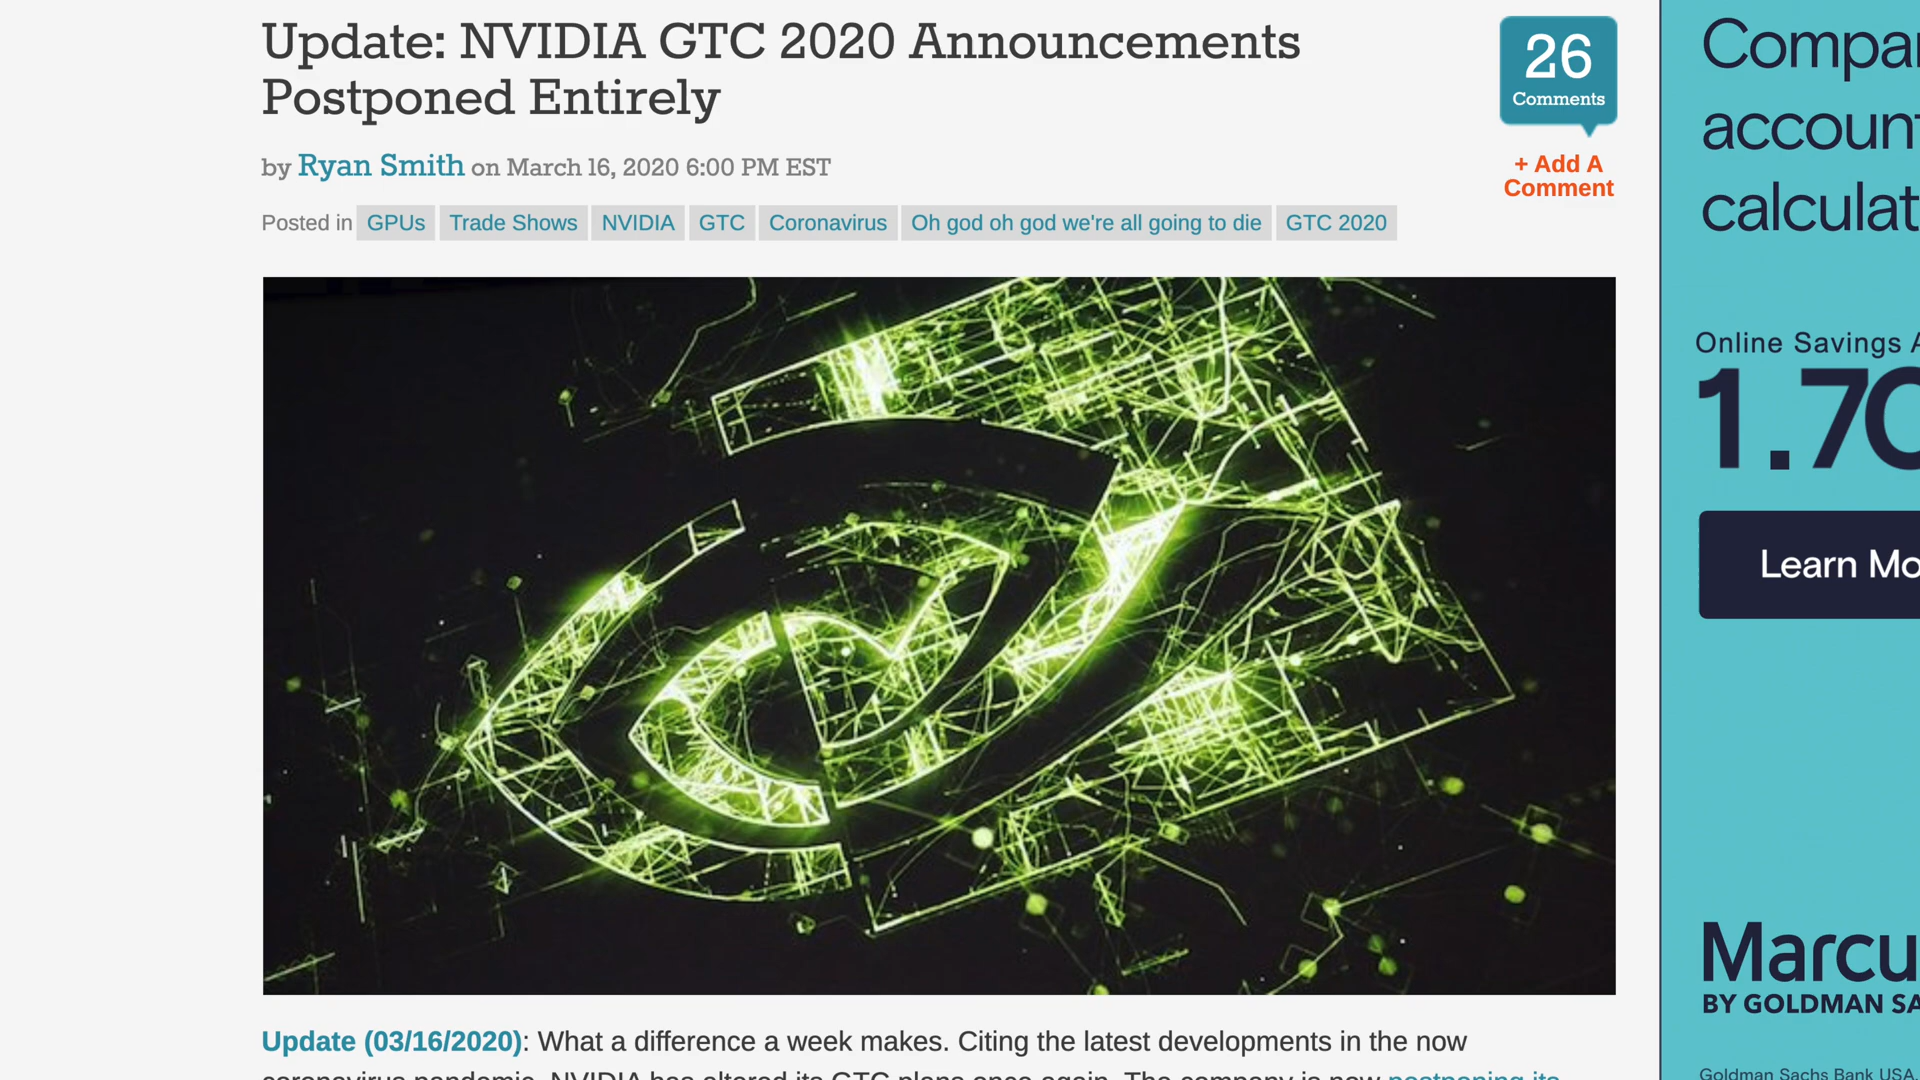 Update: NVIDIA GTC 2020 Announcements
Postponed Entirely
26
Comments
+ Add A
Comment
by Ryan Smith on March 16, 2020 6:00 PM EST
Posted in GPUs Trade Shows NVIDIA GTC Coronavirus Oh god oh god we're all going to die GTC 2020
Update (03/16/2020): What a difference a week makes. Citing the latest developments in the now
coronavirus pandemic, NVIDIA has altered its GTC plans once again. The company is now postponing its
Compar
account
calculat
Online Savings A
1.70
Learn Mo
Marcu
BY GOLDMAN SA
Goldman Sachs Bank USA.